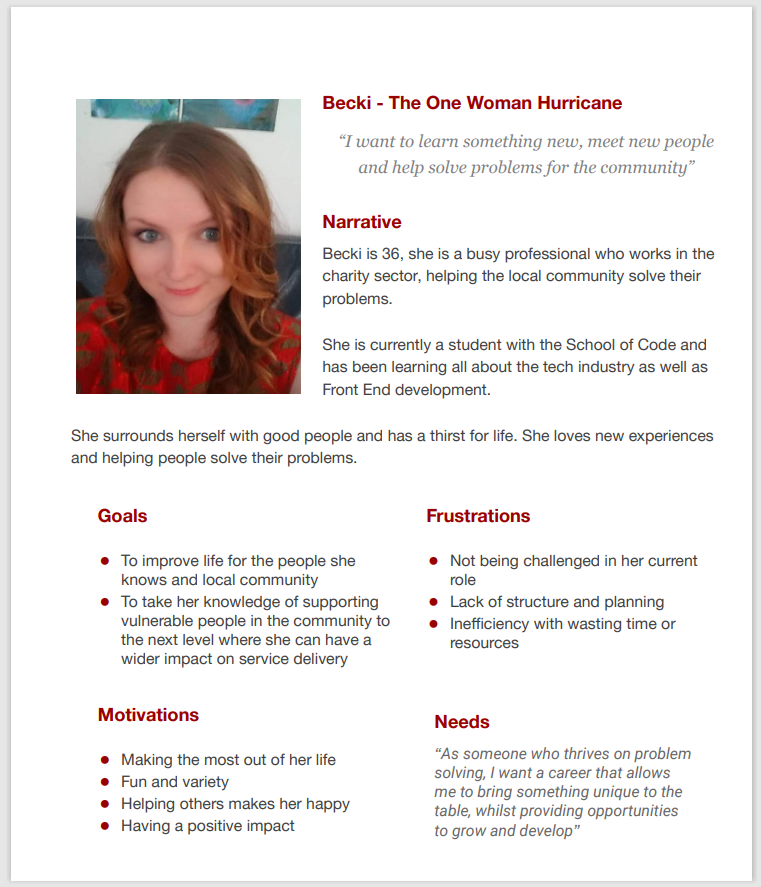 Becki - The One Woman Hurricane
“I want to learn something new, meet new people
and help solve problems for the community”
Narrative
Becki is 36, she is a busy professional who works in the
charity sector, helping the local community solve their
problems.
She is currently a student with the School of Code and
has been learning all about the tech industry as well as
Front End development.
She surrounds herself with good people and has a thirst for life. She loves new experiences
and helping people solve their problems.
Goals
● To improve life for the people she
knows and local community
● To take her knowledge of supporting
vulnerable people in the community to
the next level where she can have a
wider impact on service delivery
Frustrations
● Not being challenged in her current
role
● Lack of structure and planning
● Inefficiency with wasting time or
resources
Motivations
● Making the most out of her life
● Fun and variety
● Helping others makes her happy
● Having a positive impact
Needs
“As someone who thrives on problem
solving, I want a career that allows
me to bring something unique to the
table, whilst providing opportunities
to grow and develop”